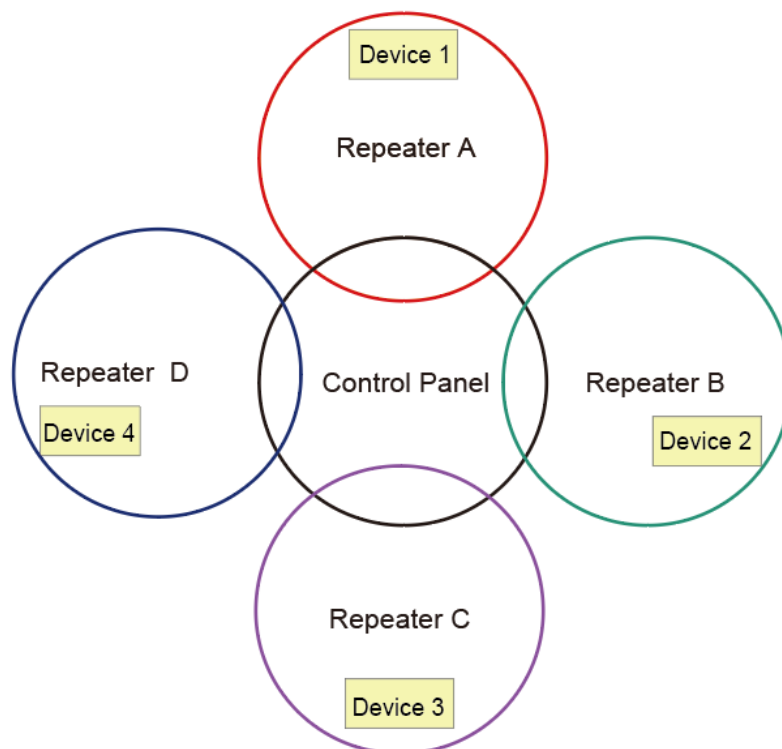 Device 1
Repeater A
Repeater D
Control Panel
Repeater B
Device 4
Device 2
Repeater C
Device 3